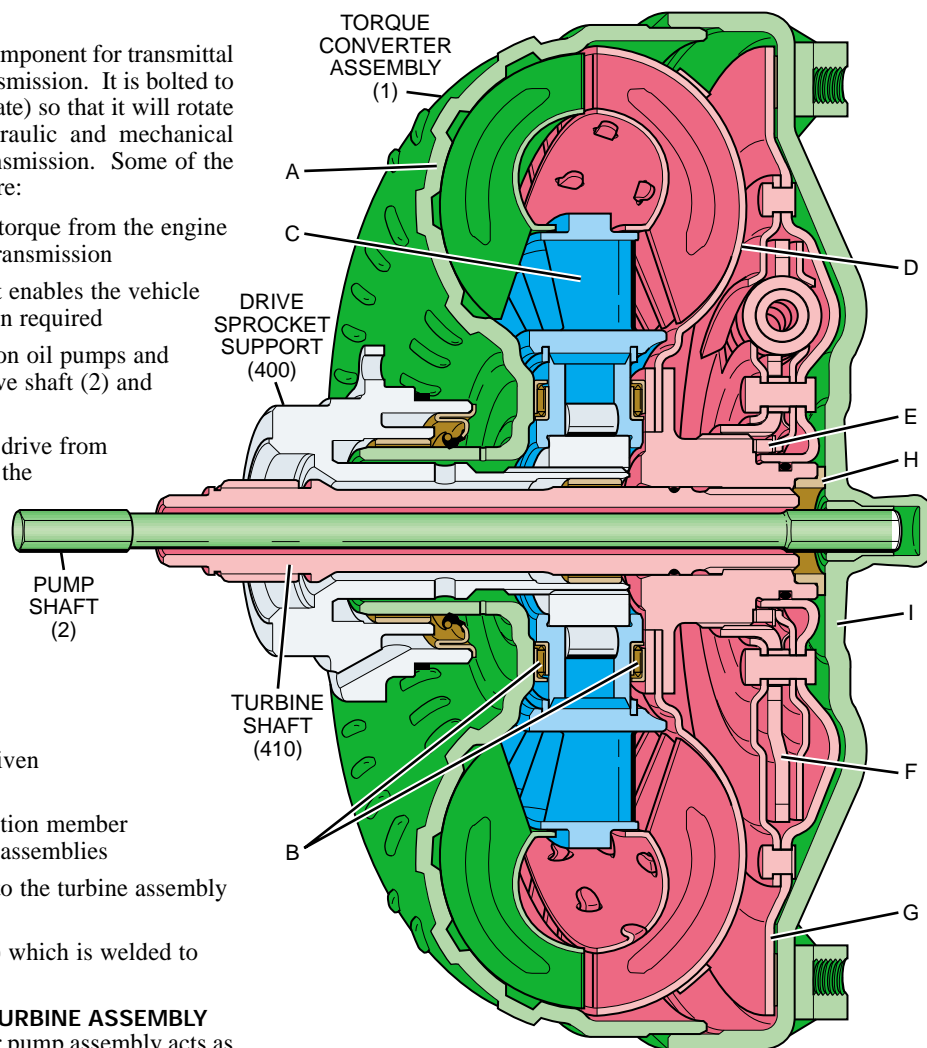 omponent for transmittal
smission. It is bolted to
ate) so that it will rotate
raulic and mechanical
nsmission. Some of the
re:
torque from the engine
ransmission
t enables the vehicle
n required
on oil pumps and
ve shaft (2) and
drive from
the
iven
tion member
assemblies
to the turbine assembly
which is welded to
URBINE ASSEMBLY
r pump assembly acts as
TORQUE
CONVERTER
ASSEMBLY
(1)
A
C
DRIVE
SPROCKET
SUPPORT
(400)
D
E
H
PUMP
SHAFT
(2)
I
TURBINE
SHAFT
(410)
F
B
G